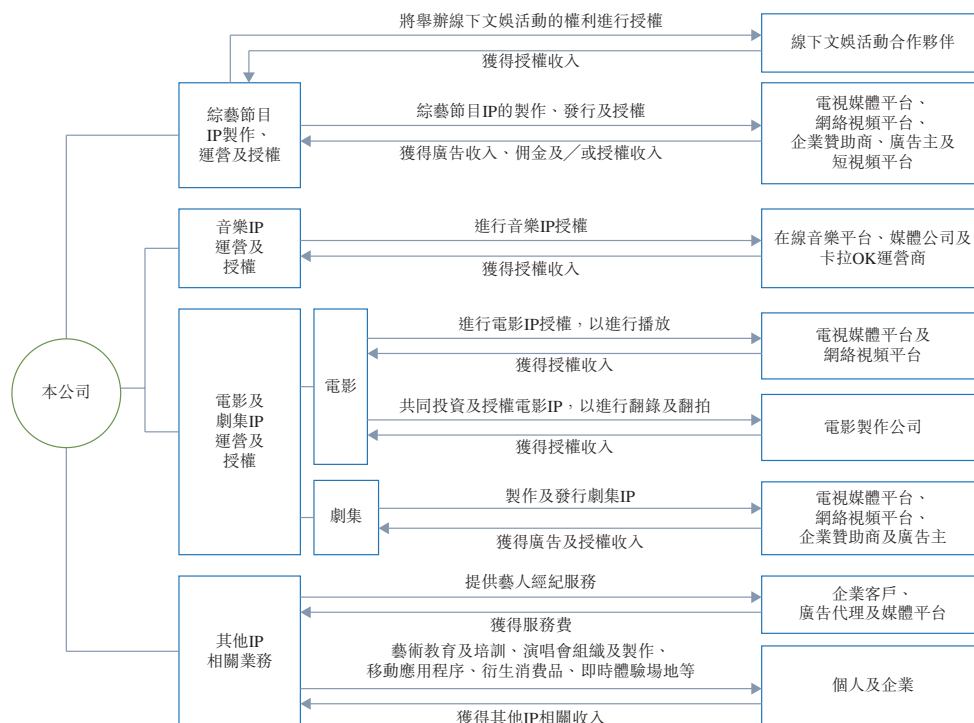 將舉辦線下文娛活動的權利進行授權
線下文娛活動合作夥伴
獲得授權收入
綜藝節目
IP製作、
運營及授權
綜藝節目IP的製作、發行及授權
獲得廣告收入、佣金及╱或授權收入
電視媒體平台、
網絡視頻平台、
企業贊助商、廣告主及
短視頻平台
音樂IP
運營及
授權
進行音樂IP授權
獲得授權收入
在線音樂平台、媒體公司及
卡拉OK運營商
本公司
電影及
劇集IP
運營及
授權
電影
進行電影IP授權，以進行播放
獲得授權收入
電視媒體平台及
網絡視頻平台
共同投資及授權電影IP，以進行翻錄及翻拍
獲得授權收入
電影製作公司
劇集
製作及發行劇集IP
獲得廣告及授權收入
電視媒體平台、
網絡視頻平台、
企業贊助商及廣告主
其他IP
相關業務
提供藝人經紀服務
獲得服務費
企業客戶、
廣告代理及媒體平台
藝術教育及培訓、演唱會組織及製作、
移動應用程序、衍生消費品、即時體驗場地等
獲得其他IP相關收入
個人及企業